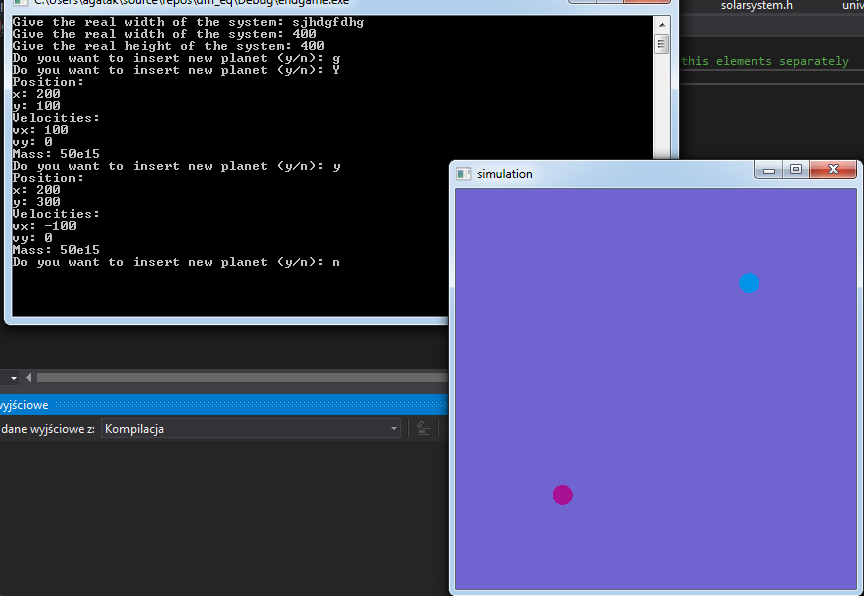 C:\Users\agatak\source\repos\diff_eq\Debug\endgame.exe
Give the real width of the system: sjhdgfdhg
Give the real width of the system: 400
Give the real height of the system: 400
Do you want to insert new planet (y/n): g
Do you want to insert new planet (y/n): Y
Position:
x: 200
y: 100
Velocities:
vx: 100
vy: 0
Mass: 50e15
Do you want to insert new planet (y/n): y
Position:
x: 200
y: 300
Velocities:
vx: -100
vy: 0
Mass: 50e15
Do you want to insert new planet (y/n): n
solarsystem.h
univ
this elements separately
simulation
wyjściowe
dane wyjściowe z:
Kompilacja